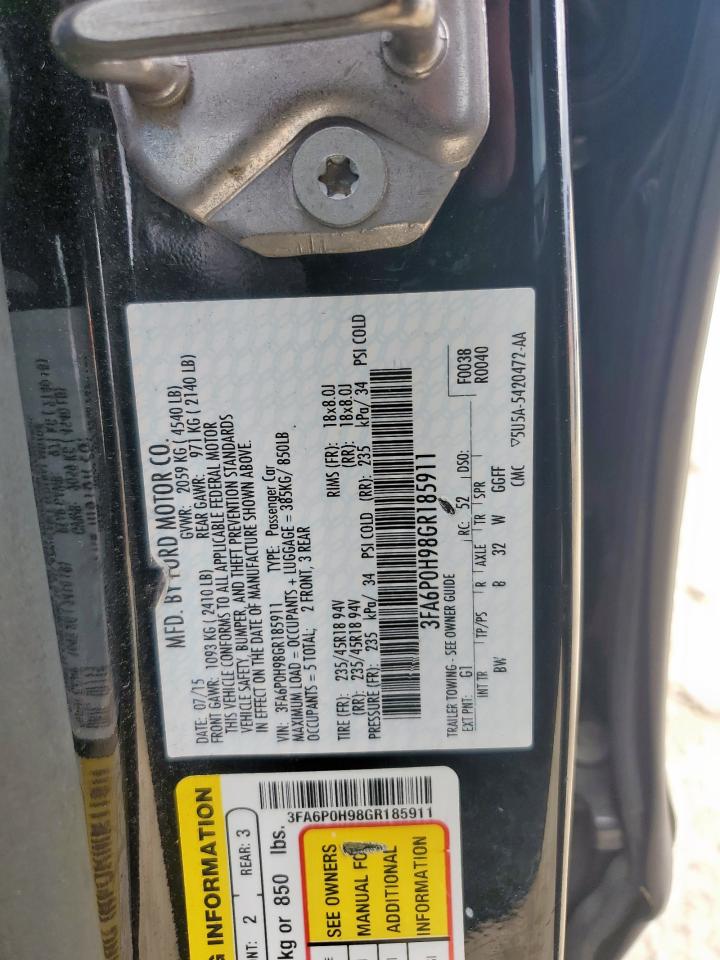 MFD. BY FORD MOTOR CO.
DATE: 07/15 GVWR: 2059 KG (4540 LB)
FRONT GAWR: 1093 KG (2410 LB) REAR GAWR: 971 KG (2140 LB)
THIS VEHICLE CONFORMS TO ALL APPLICABLE FEDERAL MOTOR
VEHICLE SAFETY, BUMPER, AND THEFT PREVENTION STANDARDS
IN EFFECT ON THE DATE OF MANUFACTURE SHOWN ABOVE.
VIN: 3FA6P0H98GR185911 TYPE: Passenger Car
MAXIMUM LOAD = OCCUPANTS + LUGGAGE = 385KG/ 850LB
OCCUPANTS = 5 TOTAL: 2 FRONT, 3 REAR
TIRE (FR): 235/45R18 94V RIMS (FR): 18x8.0J
(RR): 235/45R18 94V (RR): 18x8.0J
PRESSURE (FR): 235 kPa/ 34 PSI COLD (RR): 235 kPa/ 34 PSI COLD
3FA6P0H98GR185911
TRAILER TOWING - SEE OWNER GUIDE F0038
EXT PNT: G1 RC: 52 DSO: R0040
INT TR TP/PS R AXLE TR SPR
BW B 32 W GGFF
CMC ▽5U5A-5420472-AA
G INFORMATION
NT: 2 REAR: 3
kg or 850 lbs.
3FA6P0H98GR185911
SEE OWNERS
MANUAL FOR
ADDITIONAL
INFORMATION